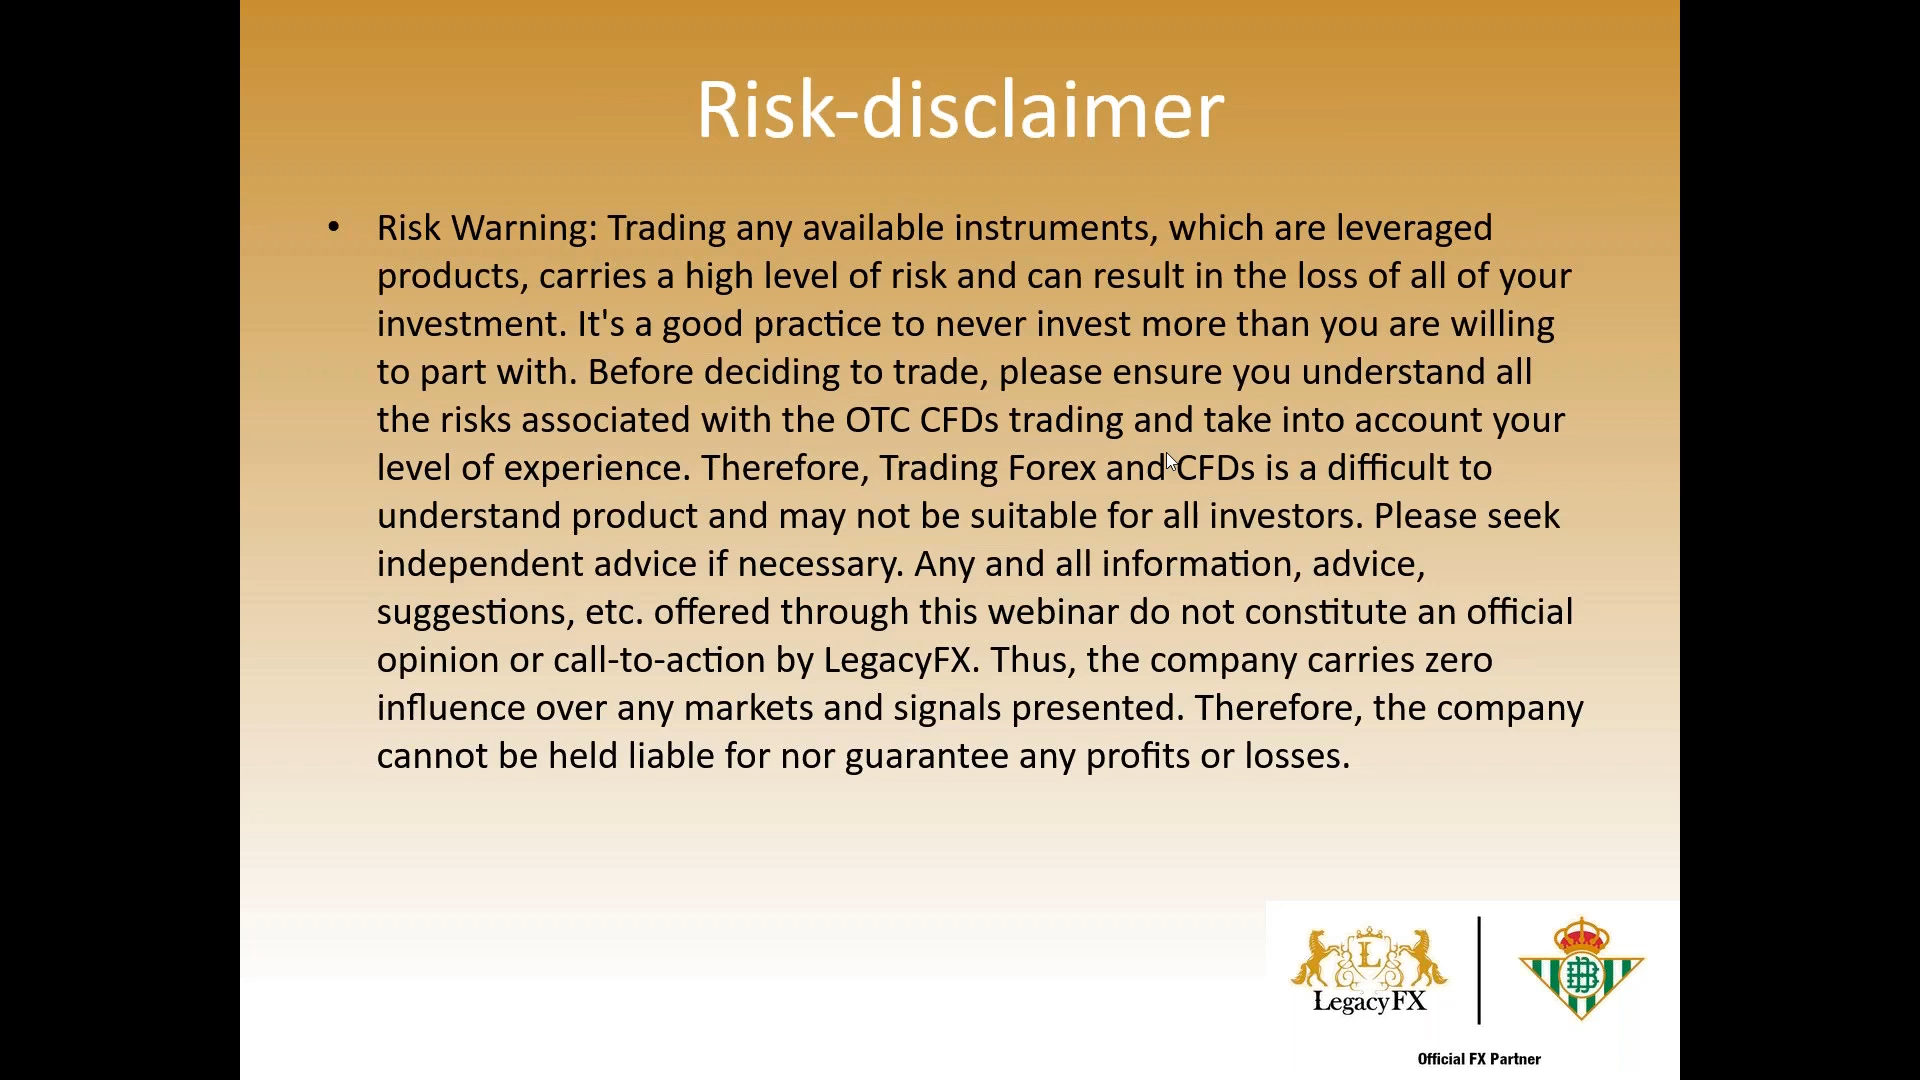 Risk-disclaimer
• Risk Warning: Trading any available instruments, which are leveraged
products, carries a high level of risk and can result in the loss of all of your
investment. It's a good practice to never invest more than you are willing
to part with. Before deciding to trade, please ensure you understand all
the risks associated with the OTC CFDs trading and take into account your
level of experience. Therefore, Trading Forex and CFDs is a difficult to
understand product and may not be suitable for all investors. Please seek
independent advice if necessary. Any and all information, advice,
suggestions, etc. offered through this webinar do not constitute an official
opinion or call-to-action by LegacyFX. Thus, the company carries zero
influence over any markets and signals presented. Therefore, the company
cannot be held liable for nor guarantee any profits or losses.
L
LegacyFX
Official FX Partner